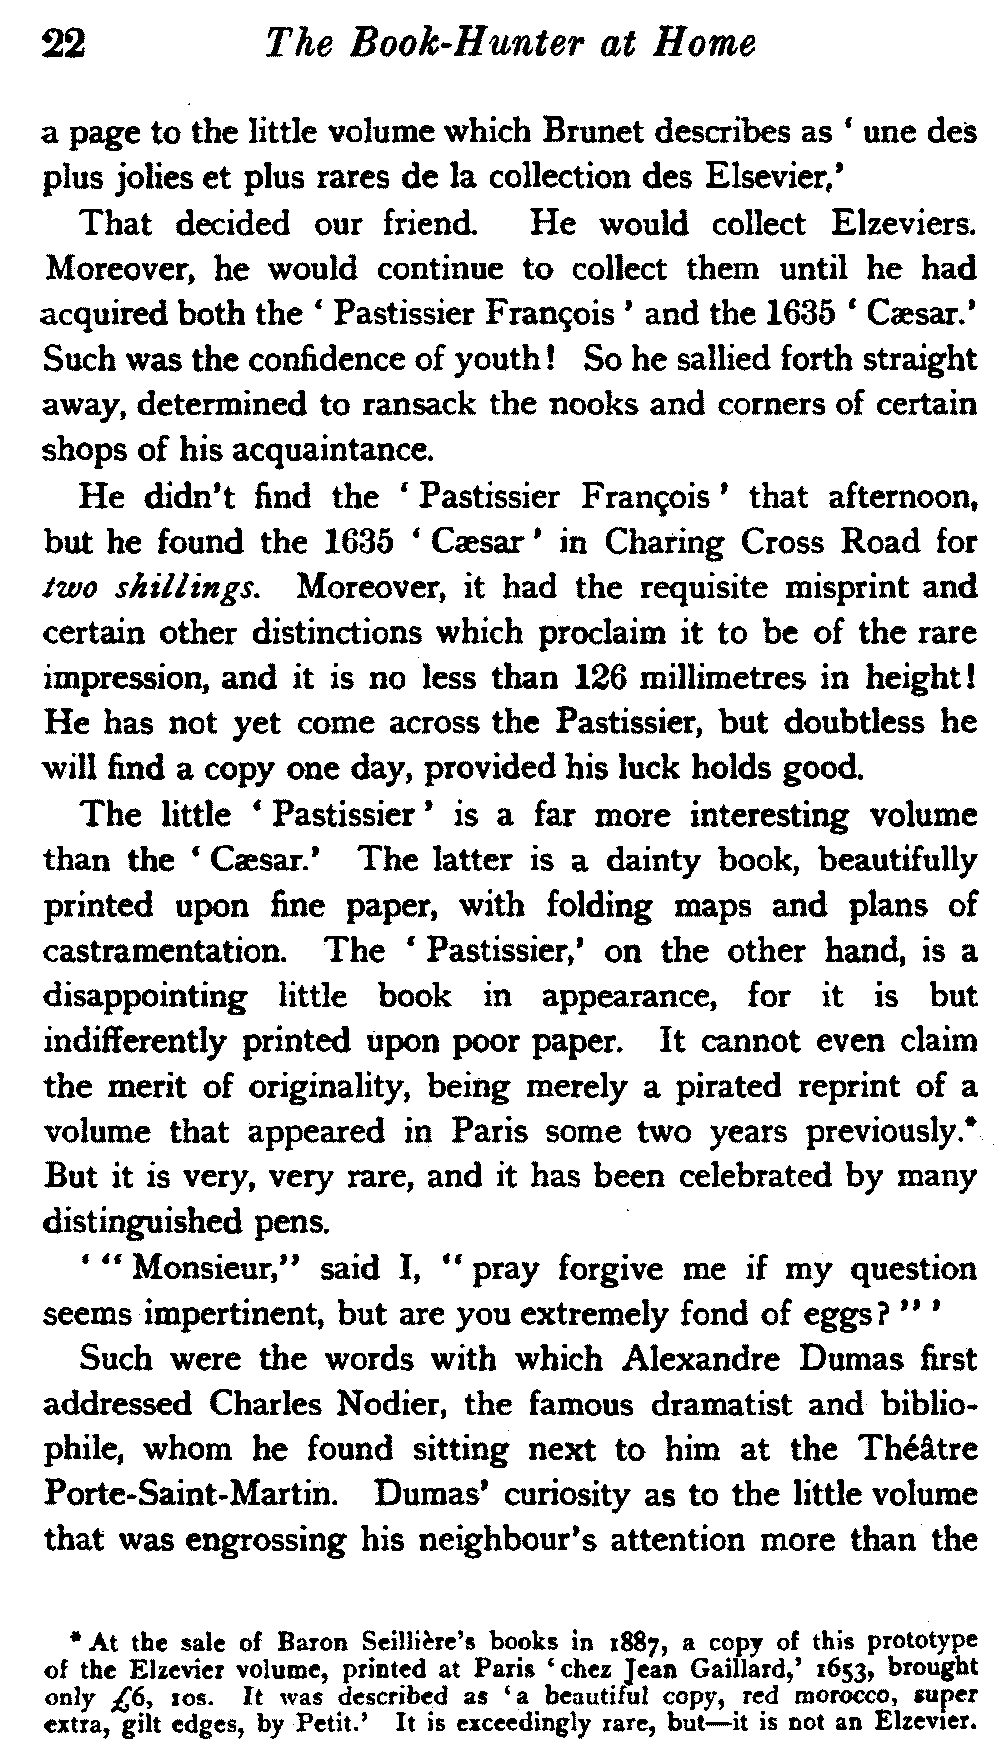 22 The Book-Hunter at Home
a page to the little volume which Brunet describes as ‘ une des
plus jolies et plus rares de la collection des Elsevier.’
That decided our friend. He would collect Elzeviers.
Moreover, he would continue to collect them until he had
acquired both the ‘ Pastissier François ’ and the 1635 ‘ Cæsar.’
Such was the confidence of youth! So he sallied forth straight
away, determined to ransack the nooks and corners of certain
shops of his acquaintance.
He didn’t find the ‘ Pastissier François ’ that afternoon,
but he found the 1635 ‘ Cæsar ’ in Charing Cross Road for
two shillings. Moreover, it had the requisite misprint and
certain other distinctions which proclaim it to be of the rare
impression, and it is no less than 126 millimetres in height!
He has not yet come across the Pastissier, but doubtless he
will find a copy one day, provided his luck holds good.
The little ‘ Pastissier ’ is a far more interesting volume
than the ‘ Cæsar.’ The latter is a dainty book, beautifully
printed upon fine paper, with folding maps and plans of
castramentation. The ‘ Pastissier,’ on the other hand, is a
disappointing little book in appearance, for it is but
indifferently printed upon poor paper. It cannot even claim
the merit of originality, being merely a pirated reprint of a
volume that appeared in Paris some two years previously.*
But it is very, very rare, and it has been celebrated by many
distinguished pens.
‘ “ Monsieur,” said I, “ pray forgive me if my question
seems impertinent, but are you extremely fond of eggs? ” ’
Such were the words with which Alexandre Dumas first
addressed Charles Nodier, the famous dramatist and biblio-
phile, whom he found sitting next to him at the Théâtre
Porte-Saint-Martin. Dumas’ curiosity as to the little volume
that was engrossing his neighbour’s attention more than the
* At the sale of Baron Seillière’s books in 1887, a copy of this prototype
of the Elzevier volume, printed at Paris ‘ chez Jean Gaillard,’ 1653, brought
only £6, 10s. It was described as ‘ a beautiful copy, red morocco, super
extra, gilt edges, by Petit.’ It is exceedingly rare, but—it is not an Elzevier.